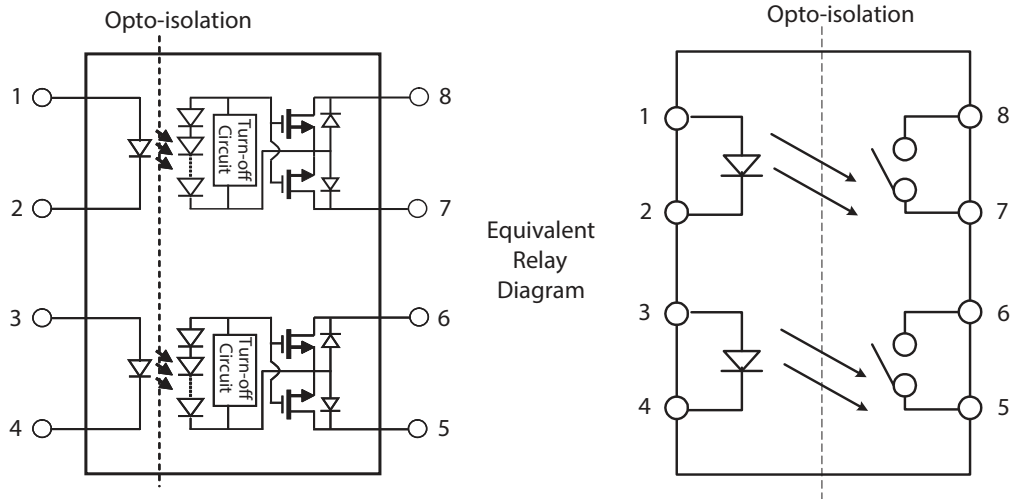 Opto-isolation
1
2
3
4
Turn-off
Circuit
Turn-off
Circuit
8
7
6
5
Equivalent
Relay
Diagram
Opto-isolation
1
2
3
4
8
7
6
5